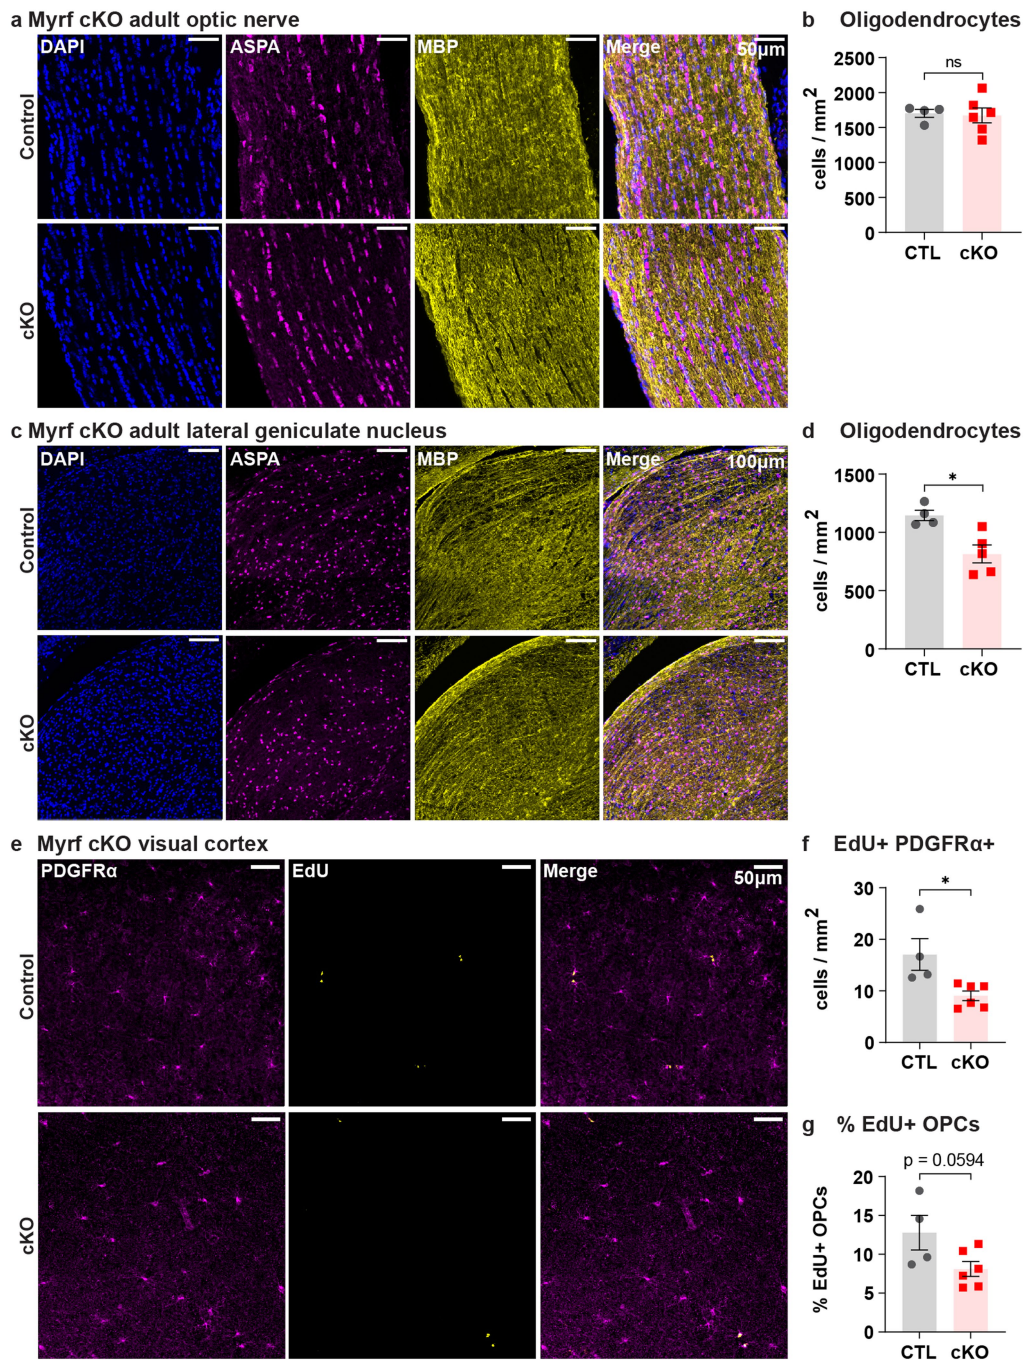 a Myrf cKO adult optic nerve
DAPI
ASPA
MBP
Merge
50µm
Control
cKO
b Oligodendrocytes
ns
cells / mm2
2500
2000
1500
1000
500
0
CTL
cKO
c Myrf cKO adult lateral geniculate nucleus
DAPI
ASPA
MBP
Merge
100µm
Control
cKO
d Oligodendrocytes
*
cells / mm2
1500
1000
500
0
CTL
cKO
e Myrf cKO visual cortex
PDGFRα
EdU
Merge
50µm
Control
cKO
f EdU+ PDGFRα+
*
cells / mm2
30
20
10
0
CTL
cKO
g % EdU+ OPCs
p = 0.0594
% EdU+ OPCs
20
15
10
5
0
CTL
cKO